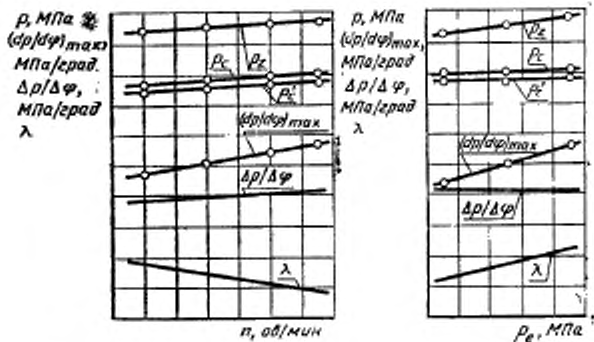 p, МПа
(dp/dφ)max,
МПа/град
Δp/Δφ,
МПа/град
λ
pz
pc
p'c
(dp/dφ)max
Δp/Δφ
λ
n, об/мин
p, МПа
(dp/dφ)max,
МПа/град
Δp/Δφ,
МПа/град
λ
pz
pc
p'c
(dp/dφ)max
Δp/Δφ
λ
pe, МПа